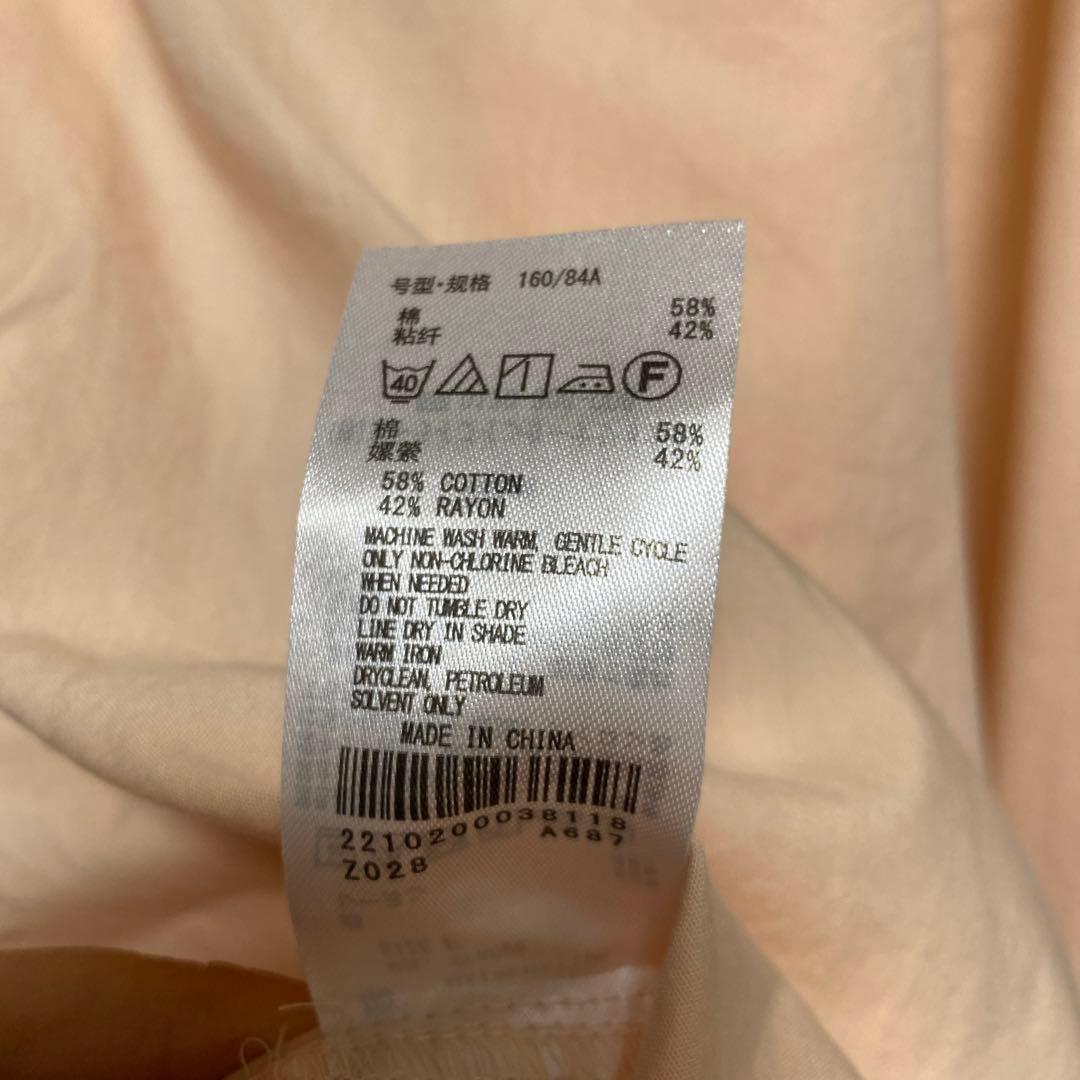 号型·规格 160/84A
棉 58%
粘纤 42%
40 F
棉 58%
嫘縈 42%
58% COTTON
42% RAYON
MACHINE WASH WARM, GENTLE CYCLE
ONLY NON-CHLORINE BLEACH
WHEN NEEDED
DO NOT TUMBLE DRY
LINE DRY IN SHADE
WARM IRON
DRYCLEAN, PETROLEUM
SOLVENT ONLY
MADE IN CHINA
2210200038118
A687
Z028